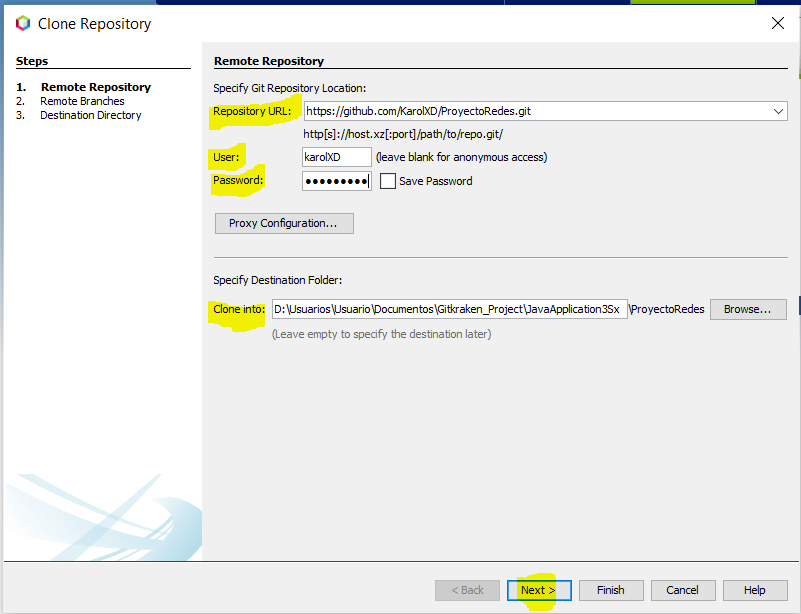 Clone Repository
Steps
1. Remote Repository
2. Remote Branches
3. Destination Directory
Remote Repository
Specify Git Repository Location:
Repository URL: https://github.com/KarolXD/ProyectoRedes.git
http[s]://host.xz[:port]/path/to/repo.git/
User: karolXD (leave blank for anonymous access)
Password: ●●●●●●●●● Save Password
Proxy Configuration...
Specify Destination Folder:
Clone into: D:\Usuarios\Usuario\Documentos\Gitkraken_Project\JavaApplication3Sx \ProyectoRedes Browse...
(Leave empty to specify the destination later)
< Back Next > Finish Cancel Help